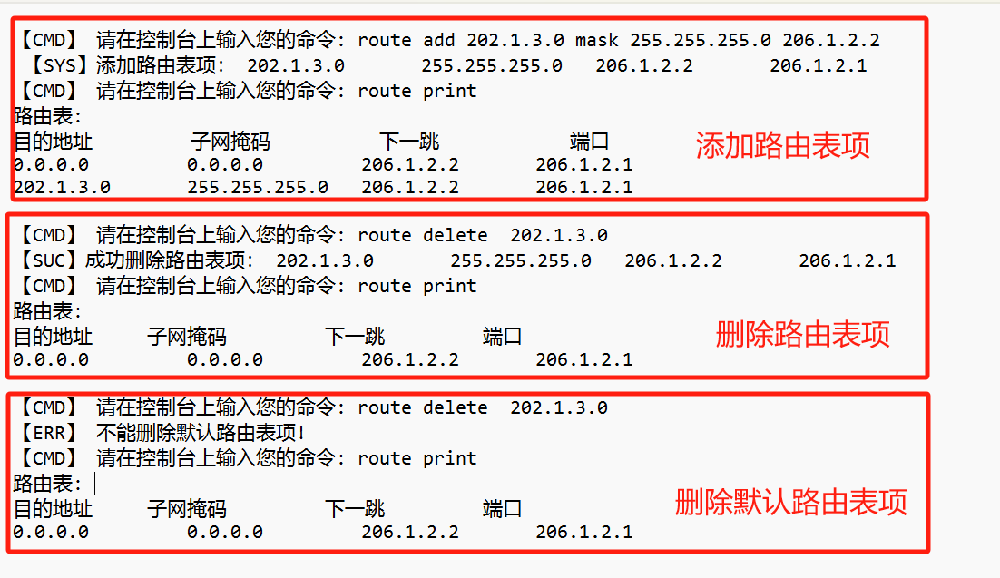 【CMD】 请在控制台上输入您的命令: route add 202.1.3.0 mask 255.255.255.0 206.1.2.2
【SYS】添加路由表项: 202.1.3.0 255.255.255.0 206.1.2.2 206.1.2.1
【CMD】 请在控制台上输入您的命令: route print
路由表:
目的地址 子网掩码 下一跳 端口
添加路由表项
0.0.0.0 0.0.0.0 206.1.2.2 206.1.2.1
202.1.3.0 255.255.255.0 206.1.2.2 206.1.2.1
【CMD】 请在控制台上输入您的命令: route delete 202.1.3.0
【SUC】成功删除路由表项: 202.1.3.0 255.255.255.0 206.1.2.2 206.1.2.1
【CMD】 请在控制台上输入您的命令: route print
路由表:
目的地址 子网掩码 下一跳 端口
删除路由表项
0.0.0.0 0.0.0.0 206.1.2.2 206.1.2.1
【CMD】 请在控制台上输入您的命令: route delete 202.1.3.0
【ERR】 不能删除默认路由表项!
【CMD】 请在控制台上输入您的命令: route print
路由表:
目的地址 子网掩码 下一跳 端口
删除默认路由表项
0.0.0.0 0.0.0.0 206.1.2.2 206.1.2.1